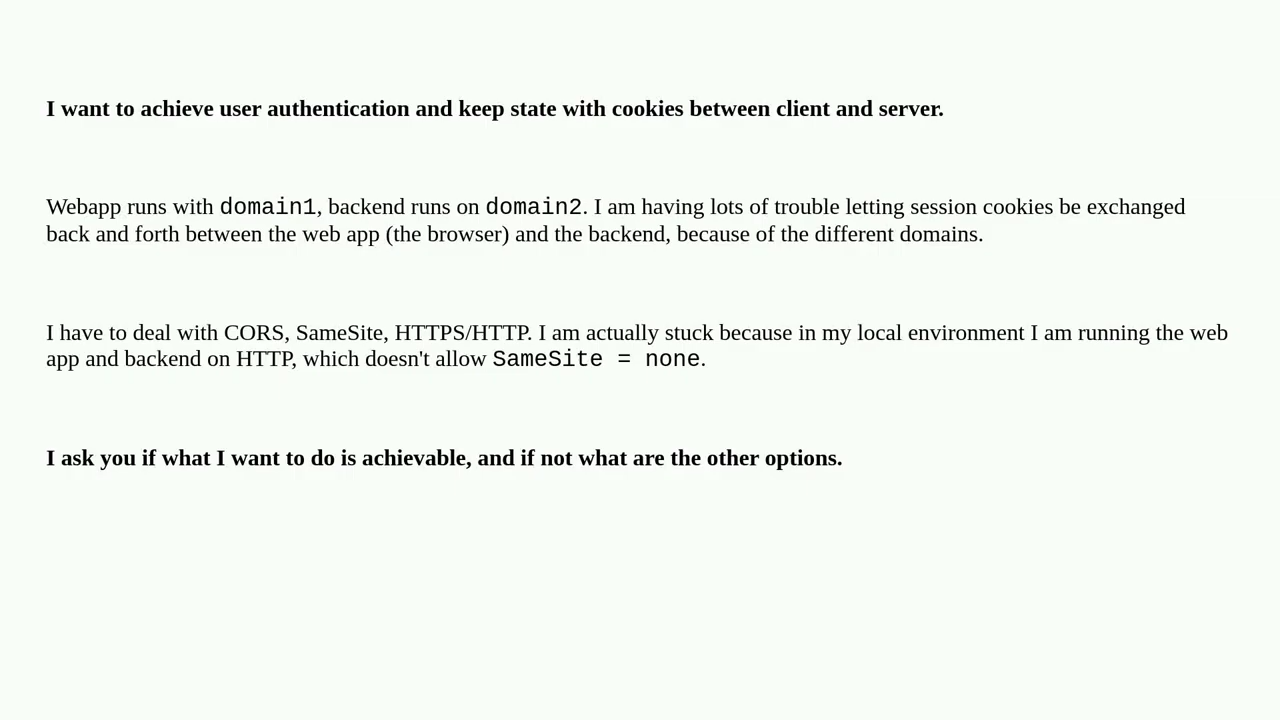 I want to achieve user authentication and keep state with cookies between client and server.
Webapp runs with domain1, backend runs on domain2. I am having lots of trouble letting session cookies be exchanged
back and forth between the web app (the browser) and the backend, because of the different domains.
I have to deal with CORS, SameSite, HTTPS/HTTP. I am actually stuck because in my local environment I am running the web
app and backend on HTTP, which doesn't allow SameSite = none.
I ask you if what I want to do is achievable, and if not what are the other options.